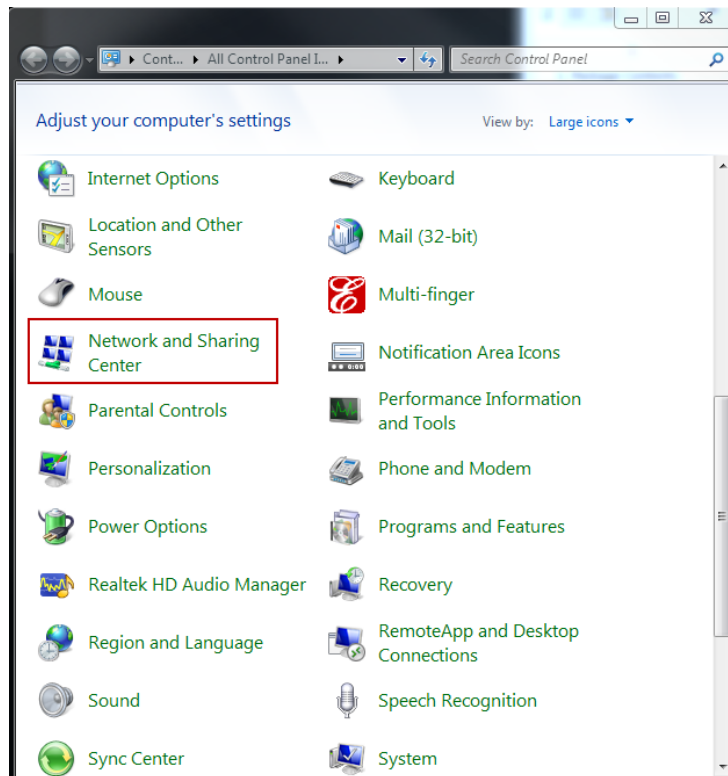 Cont... All Control Panel I... Search Control Panel
Adjust your computer's settings View by: Large icons
Internet Options
Keyboard
Location and Other
Sensors
Mail (32-bit)
Mouse
Multi-finger
Network and Sharing
Center
Notification Area Icons
Parental Controls
Performance Information
and Tools
Personalization
Phone and Modem
Power Options
Programs and Features
Realtek HD Audio Manager
Recovery
Region and Language
RemoteApp and Desktop
Connections
Sound
Speech Recognition
Sync Center
System